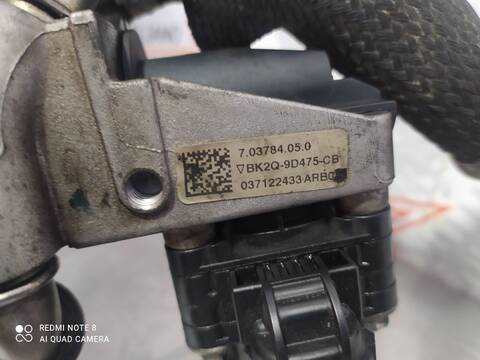 7.03784.05.0
▽BK2Q-9D475-CB
037122433 ARB0
REDMI NOTE 8
AI QUAD CAMERA